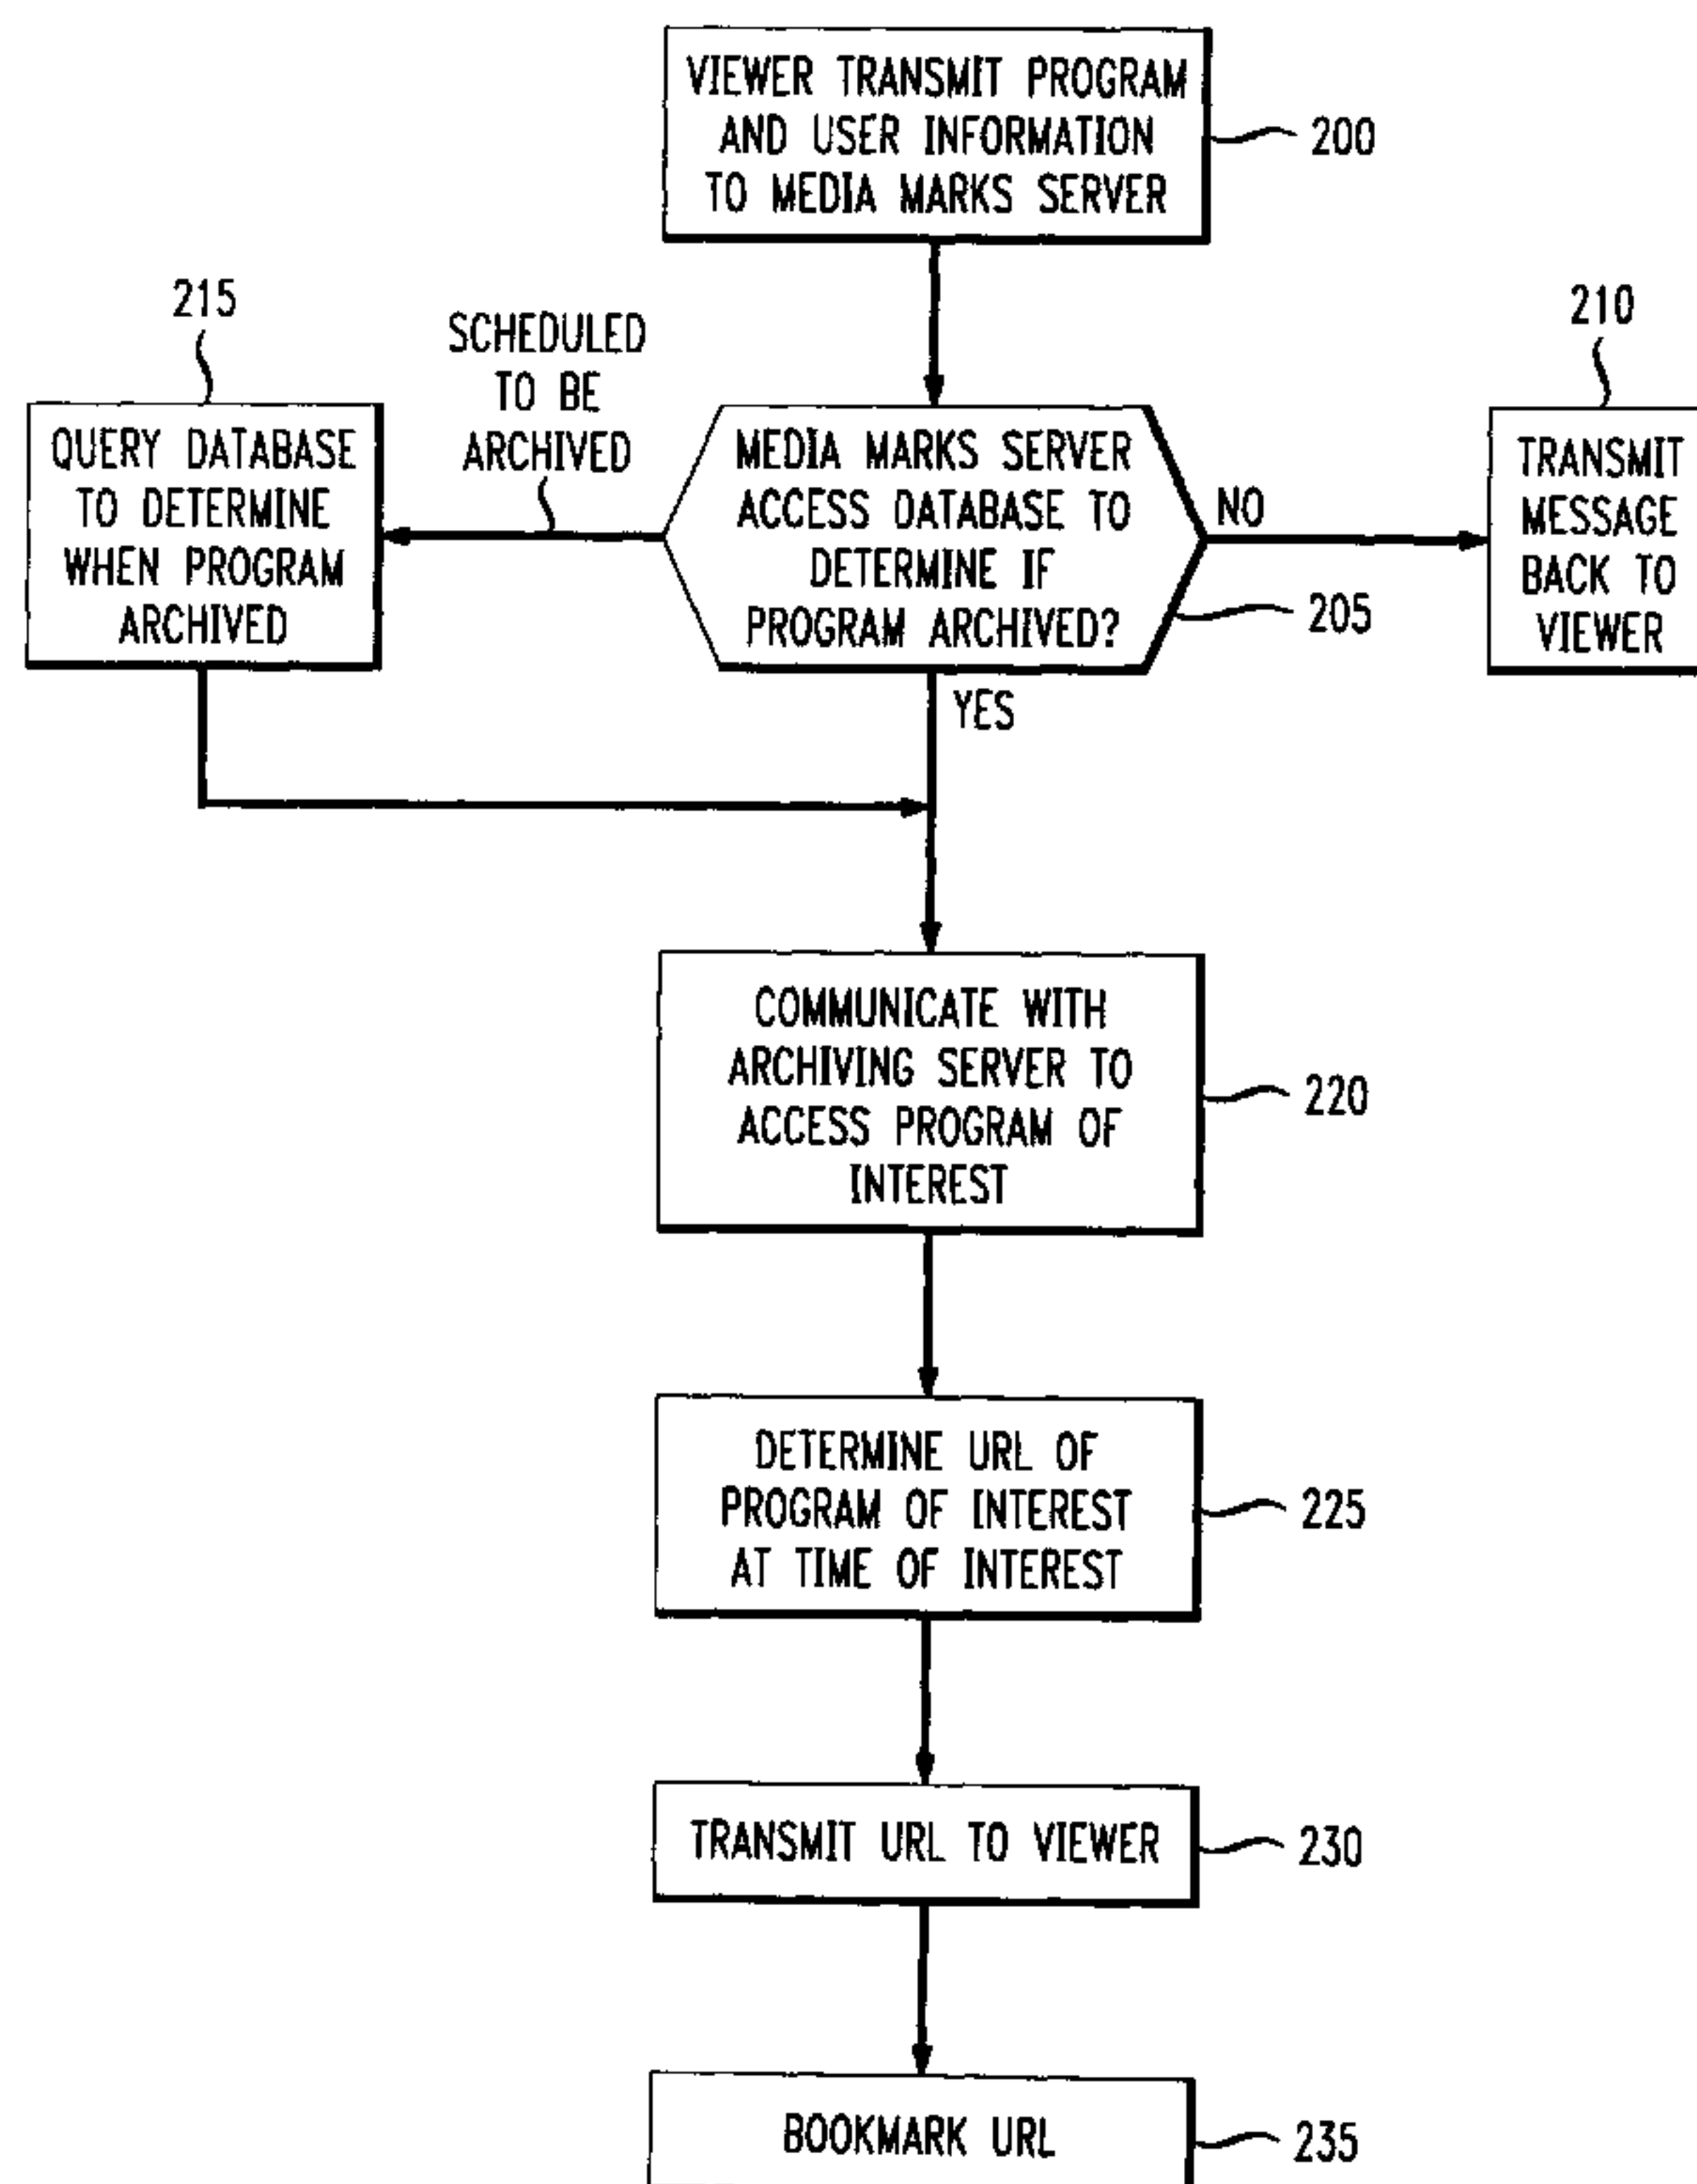 VIEWER TRANSMIT PROGRAM
AND USER INFORMATION
TO MEDIA MARKS SERVER
200
215
SCHEDULED
TO BE
ARCHIVED
210
QUERY DATABASE
TO DETERMINE
WHEN PROGRAM
ARCHIVED
MEDIA MARKS SERVER
ACCESS DATABASE TO
DETERMINE IF
PROGRAM ARCHIVED?
NO
205
TRANSMIT
MESSAGE
BACK TO
VIEWER
YES
COMMUNICATE WITH
ARCHIVING SERVER TO
ACCESS PROGRAM OF
INTEREST
220
DETERMINE URL OF
PROGRAM OF INTEREST
AT TIME OF INTEREST
225
TRANSMIT URL TO VIEWER
230
BOOKMARK URL
235